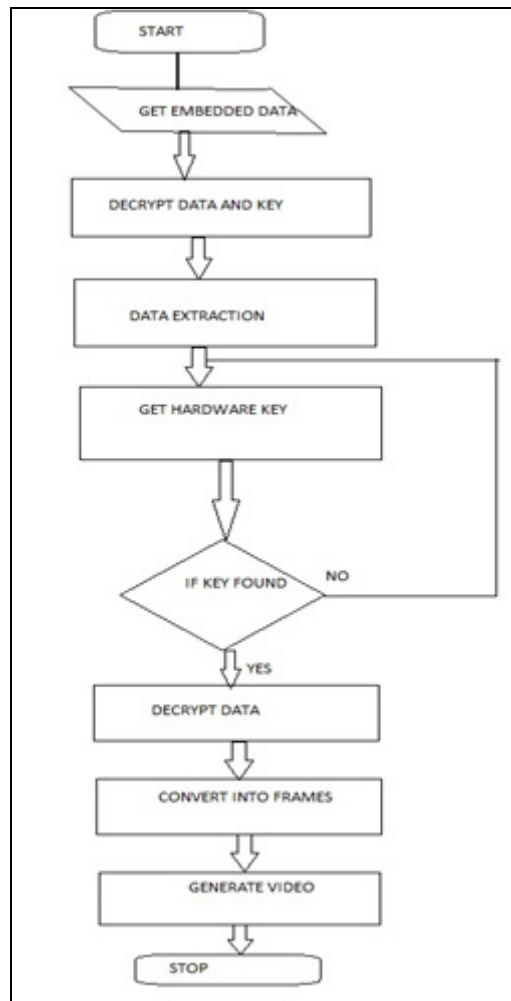 START
GET EMBEDDED DATA
DECRYPT DATA AND KEY
DATA EXTRACTION
GET HARDWARE KEY
IF KEY FOUND
NO
YES
DECRYPT DATA
CONVERT INTO FRAMES
GENERATE VIDEO
STOP